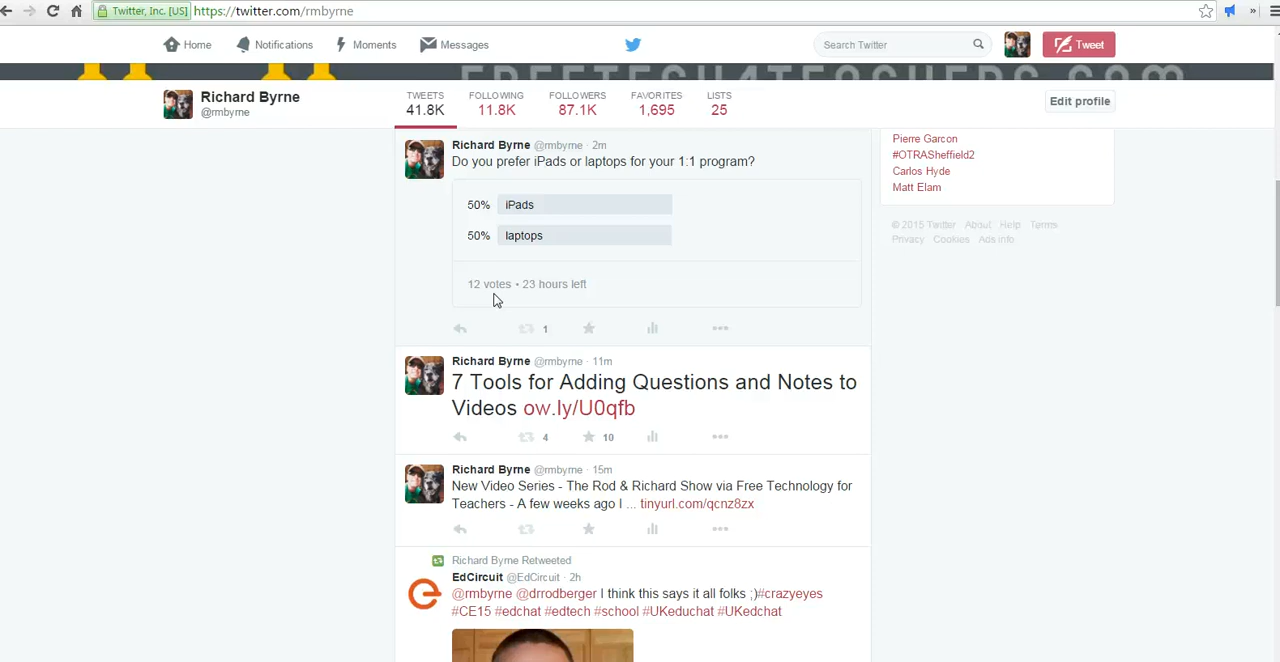 Twitter, Inc. [US] https://twitter.com/rmbyrne
Home Notifications Moments Messages Search Twitter Tweet
FREETECH4TEACHERS.COM
Richard Byrne
@rmbyrne
TWEETS FOLLOWING FOLLOWERS FAVORITES LISTS
41.8K 11.8K 87.1K 1,695 25
Edit profile
Richard Byrne @rmbyrne · 2m
Do you prefer iPads or laptops for your 1:1 program?
50% iPads
50% laptops
12 votes • 23 hours left
1
Richard Byrne @rmbyrne · 11m
7 Tools for Adding Questions and Notes to
Videos ow.ly/U0qfb
4 10
Richard Byrne @rmbyrne · 15m
New Video Series - The Rod & Richard Show via Free Technology for
Teachers - A few weeks ago I ... tinyurl.com/qcnz8zx
Richard Byrne Retweeted
EdCircuit @EdCircuit · 2h
@rmbyrne @drrodberger I think this says it all folks ;)#crazyeyes
#CE15 #edchat #edtech #school #UKeduchat #UKedchat
Pierre Garcon
#OTRASheffield2
Carlos Hyde
Matt Elam
© 2015 Twitter About Help Terms
Privacy Cookies Ads info